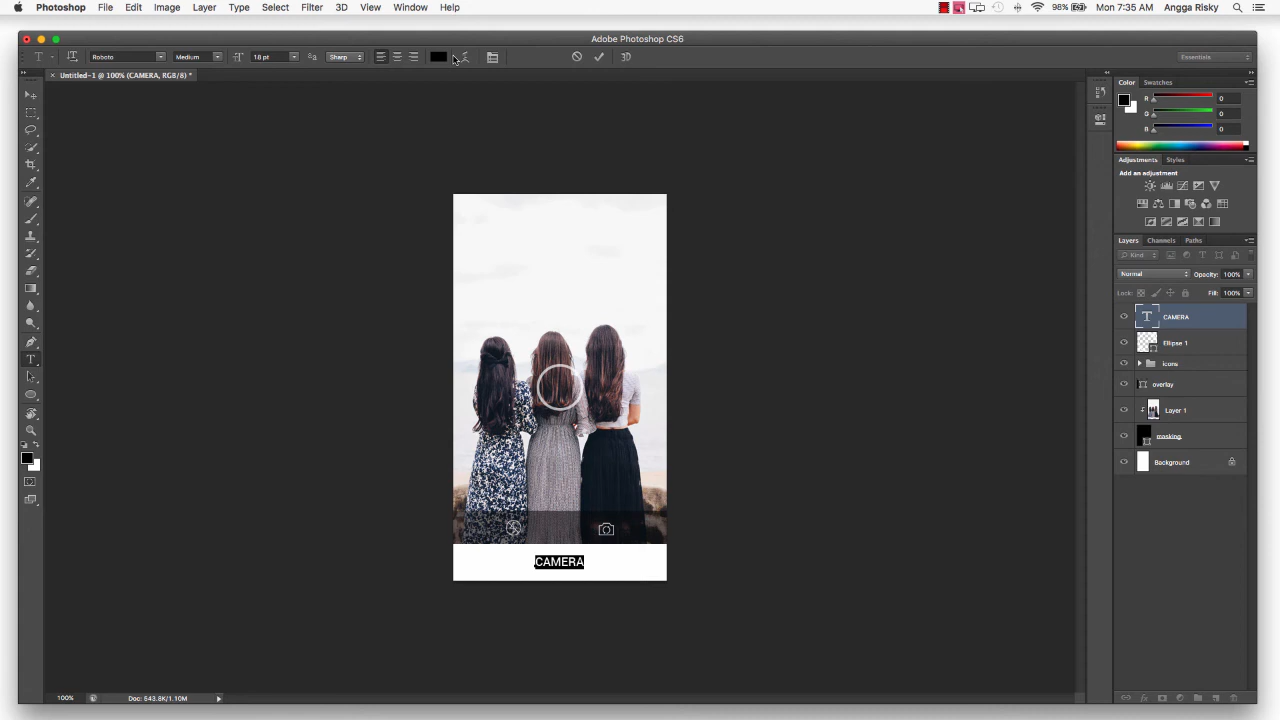 Photoshop File Edit Image Layer Type Select Filter 3D View Window Help 98% Mon 7:35 AM Angga Risky
Adobe Photoshop CS6
Roboto Medium 18 pt Sharp 3D Essentials
Untitled-1 @ 100% (CAMERA, RGB/8) *
Color Swatches
R 0
G 0
B 0
Adjustments Styles
Add an adjustment
Layers Channels Paths
Kind
Normal Opacity: 100%
Lock: Fill: 100%
CAMERA
Ellipse 1
icons
overlay
Layer 1
masking
Background
CAMERA
100% Doc: 543.8K/1.10M